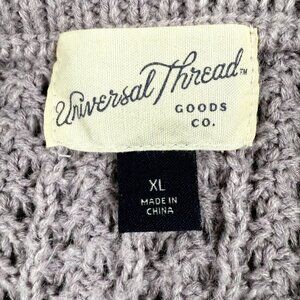 Universal Thread™
GOODS
CO.
XL
MADE IN
CHINA